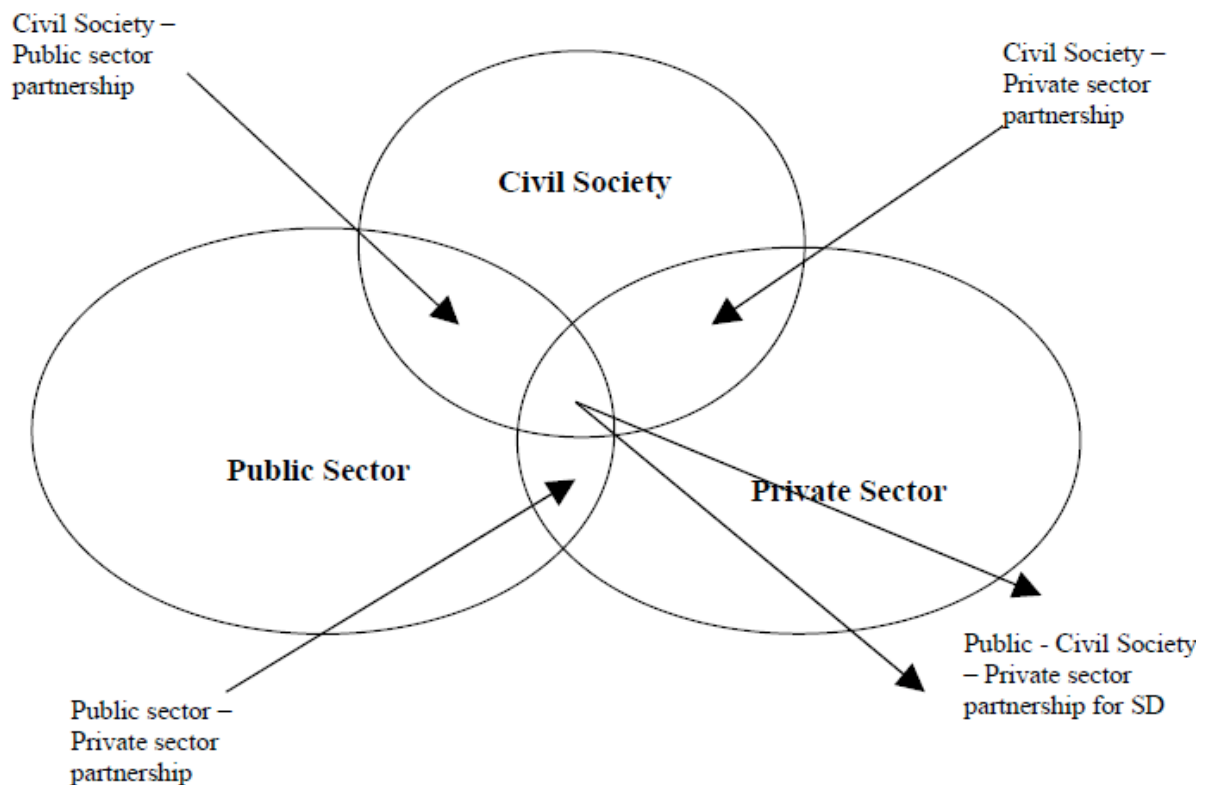 Civil Society –
Public sector
partnership
Civil Society –
Private sector
partnership
Civil Society
Public Sector
Private Sector
Public - Civil Society
– Private sector
partnership for SD
Public sector –
Private sector
partnership